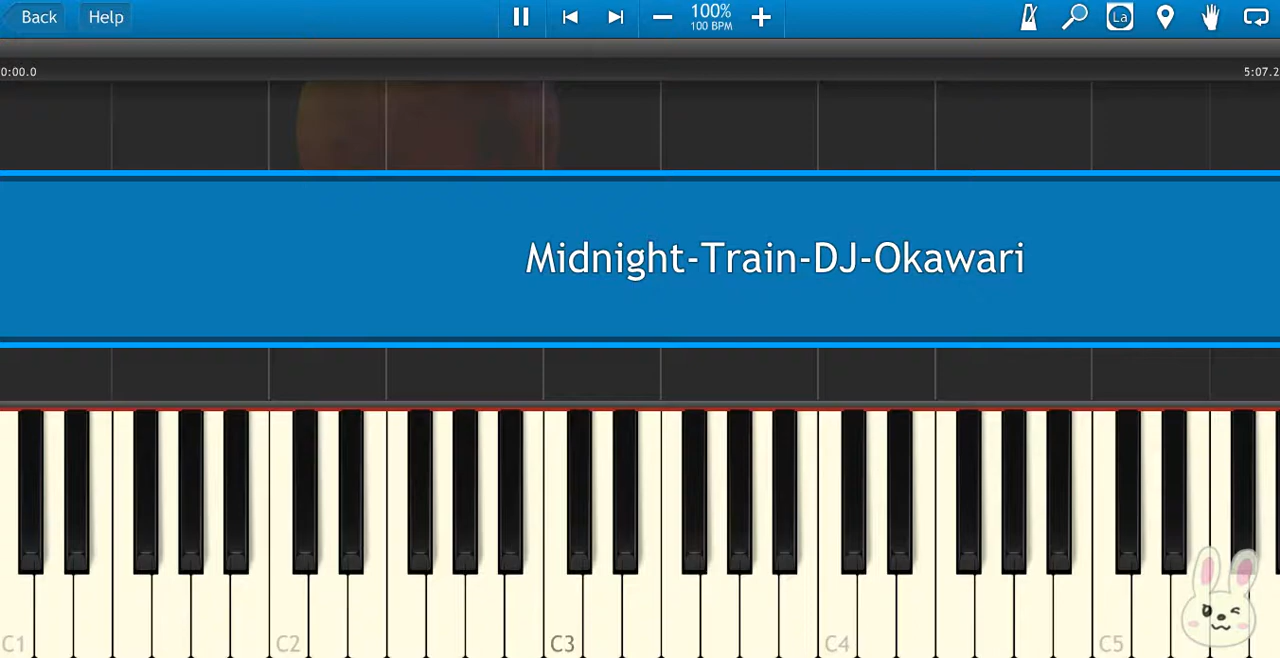 Back Help 100%
100 BPM
La
0:00.0 5:07.2
Midnight-Train-DJ-Okawari
C1 C2 C3 C4 C5